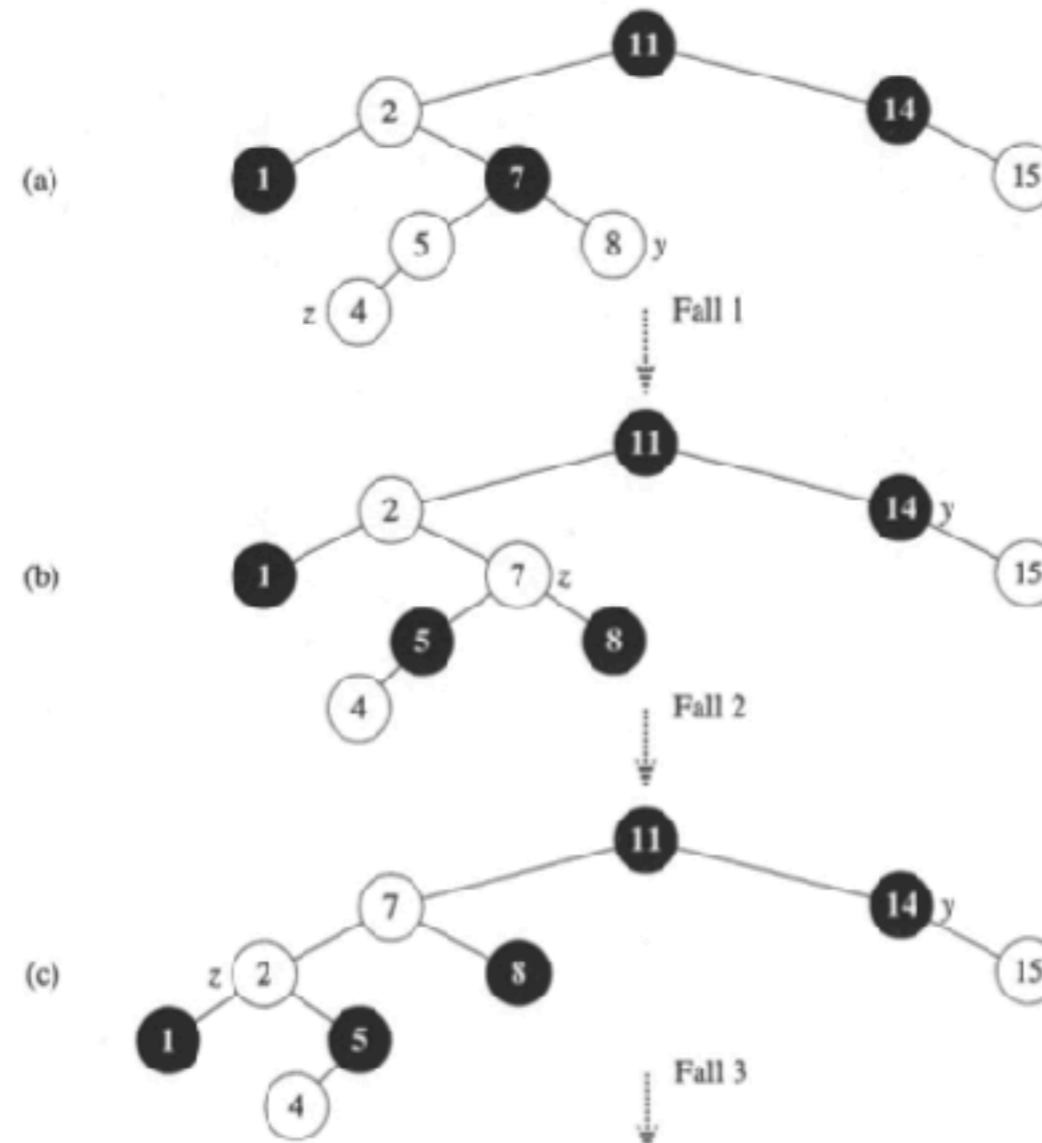 11
2 14
(a) 1 7 15
5 8 y
z 4 Fall 1
11
2 14 y
(b) 1 7 z 15
5 8
4 Fall 2
11
7 14 y
(c) z 2 8 15
1 5
4 Fall 3